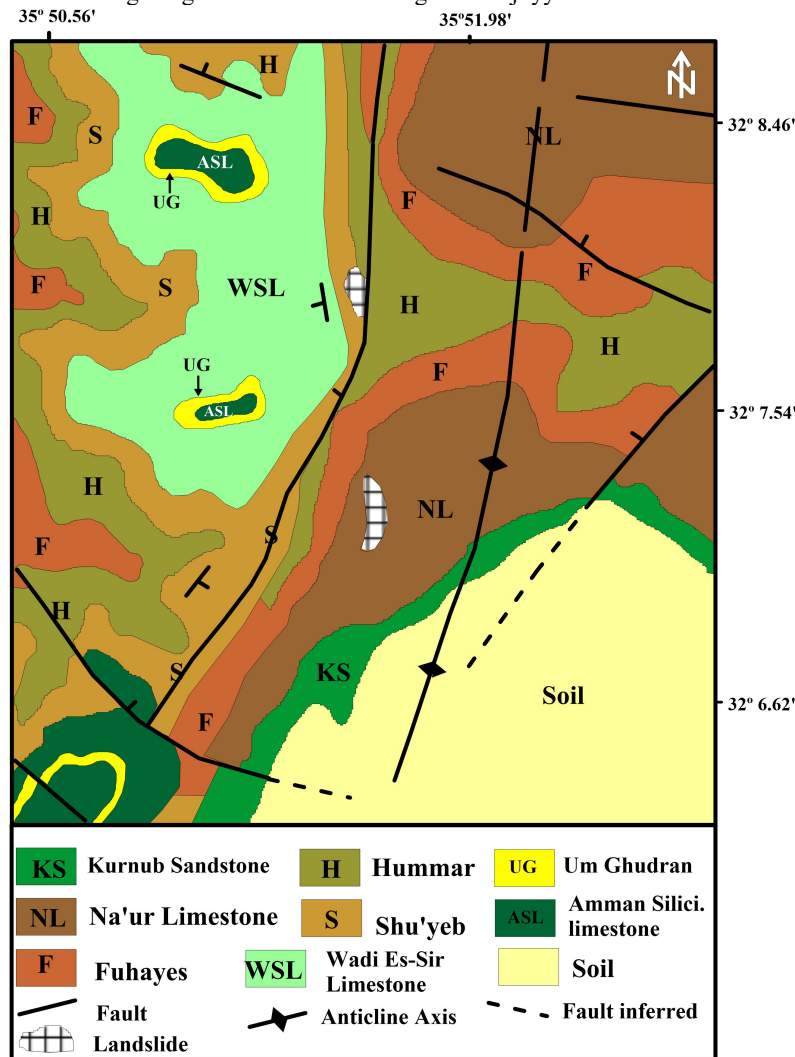 35° 50.56'
35°51.98'
H
N
F
32° 8.46'
NL
S
ASL
UG
F
H
F
S
WSL
F
H
H
UG
F
ASL
32° 7.54'
H
NL
S
F
H
S
KS
Soil
32° 6.62'
F
KS Kurnub Sandstone
H Hummar
UG Um Ghudran
NL Na'ur Limestone
S Shu'yeb
ASL Amman Silici.
limestone
F Fuhayes
WSL Wadi Es-Sir
Limestone
Soil
Fault
Anticline Axis
Fault inferred
Landslide